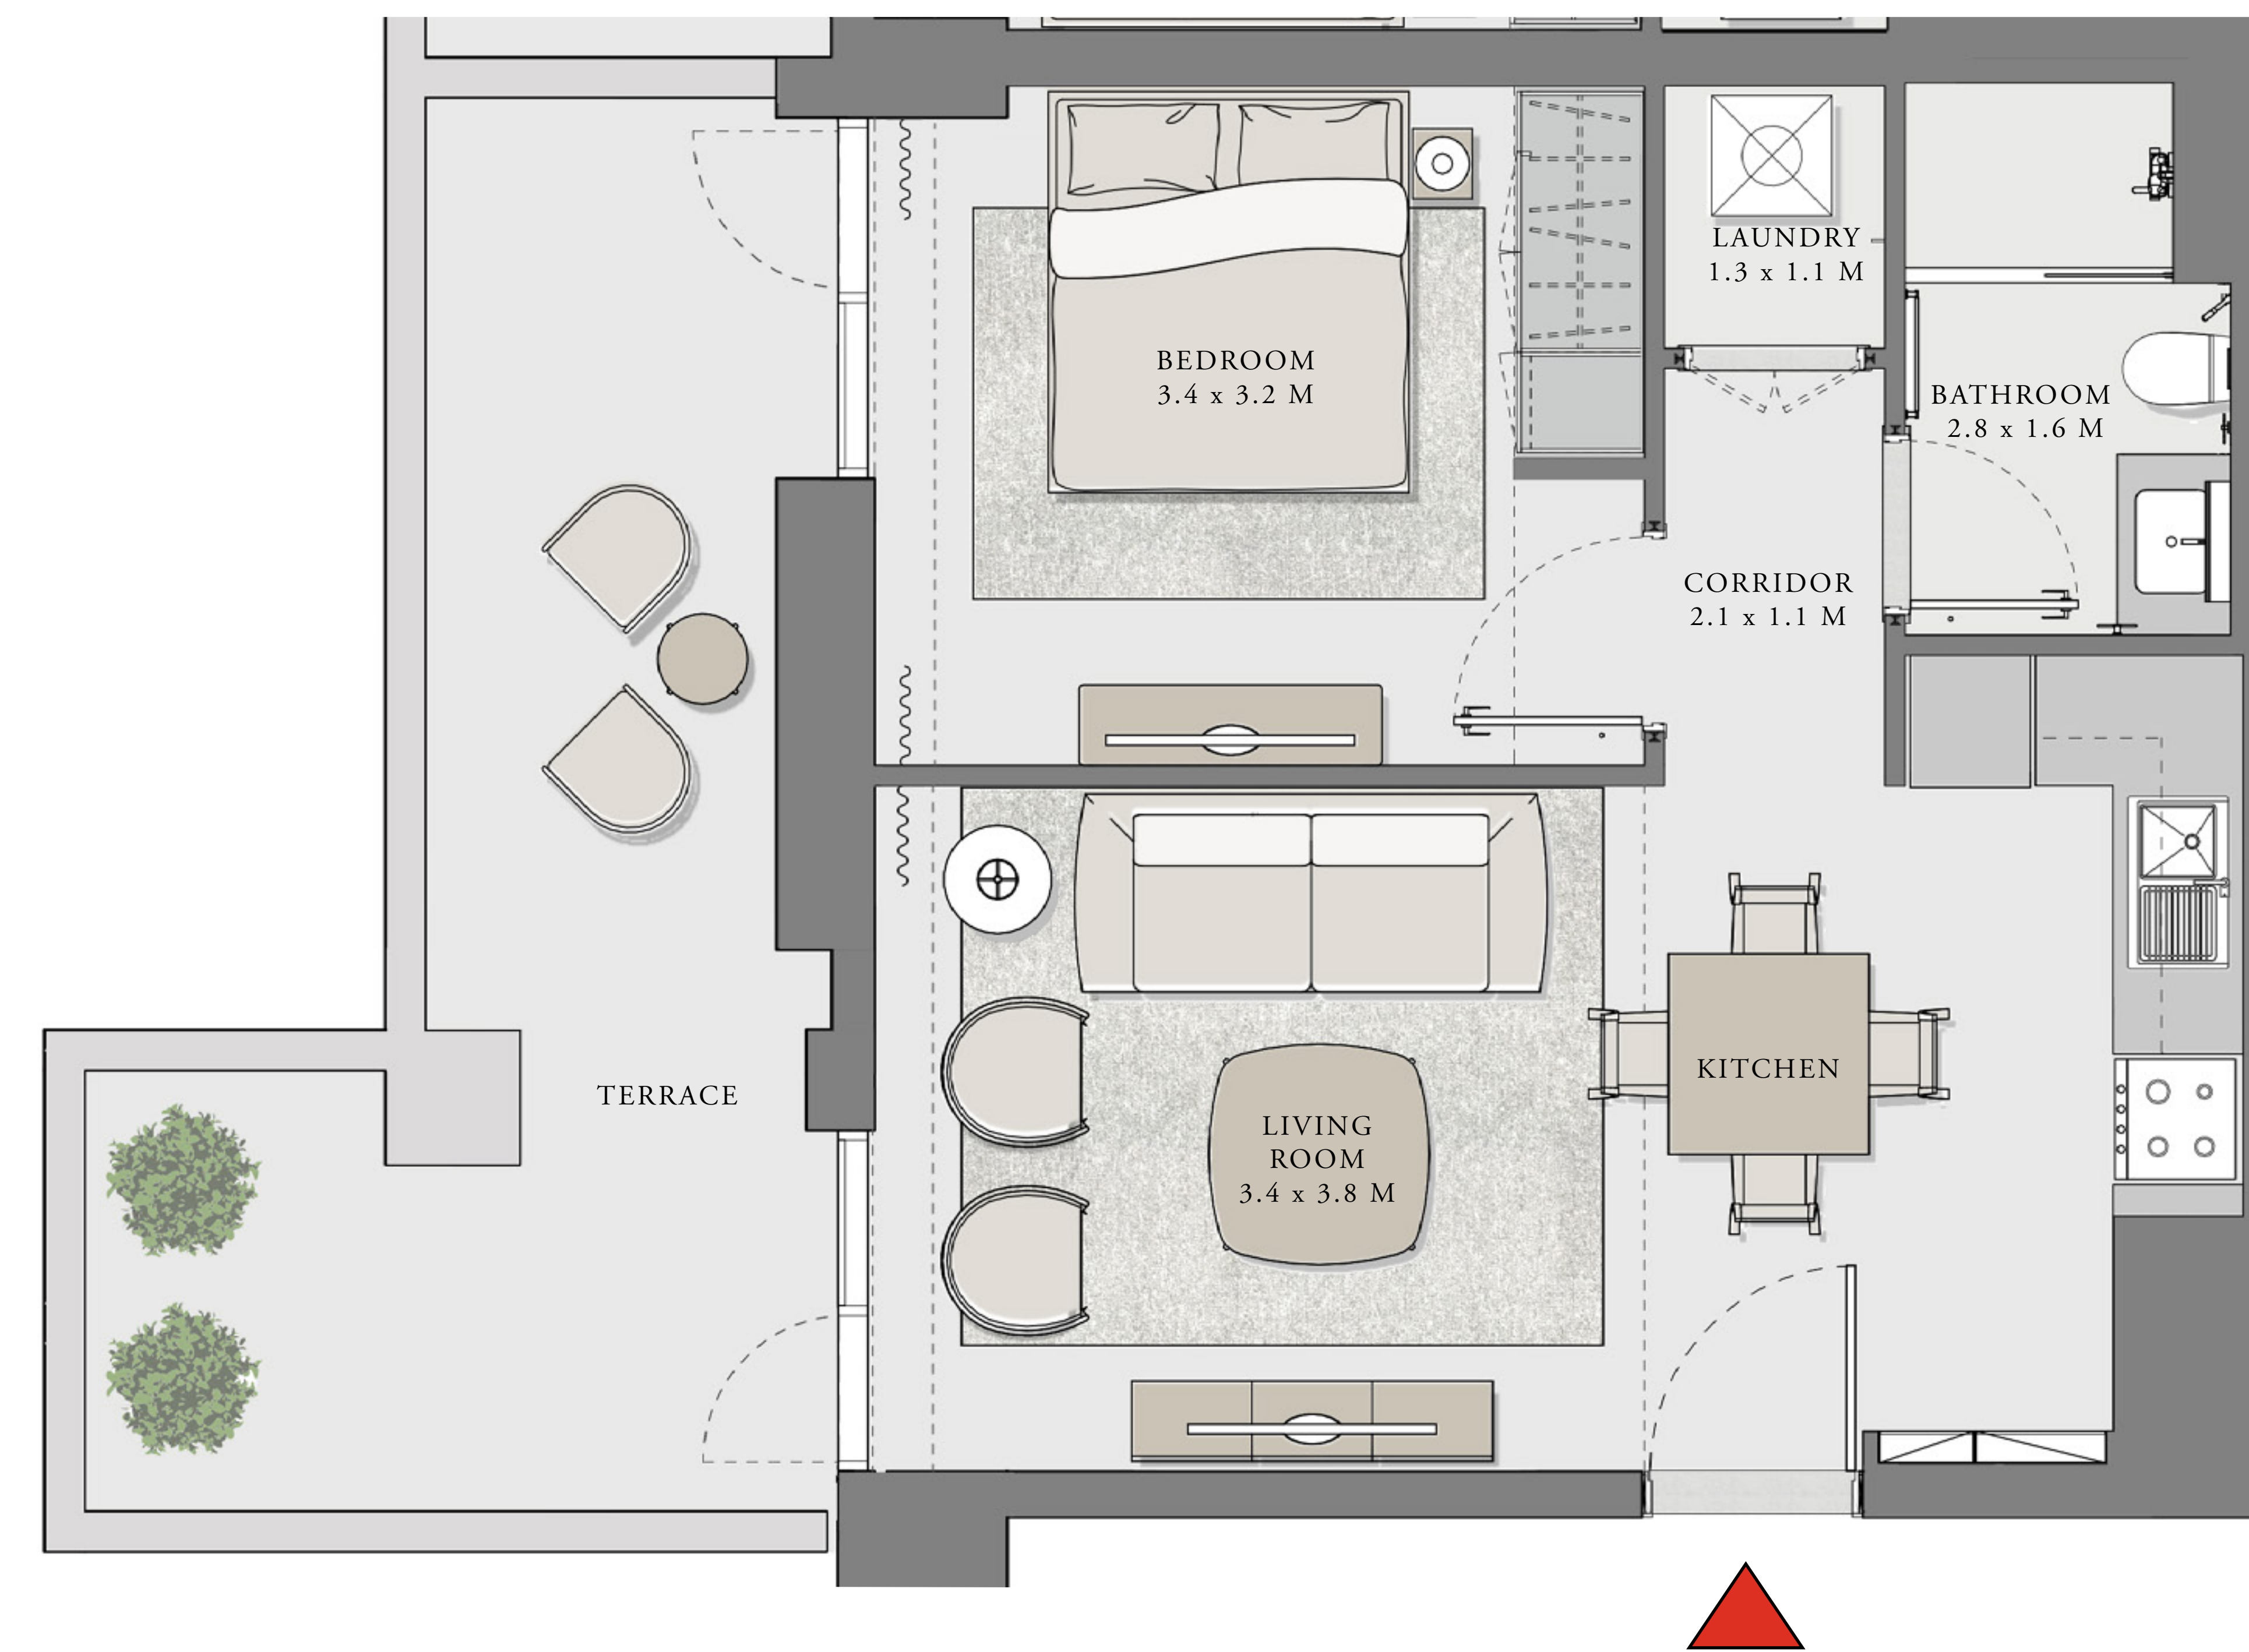 LAUNDRY
1.3 x 1.1 M
BEDROOM
3.4 x 3.2 M
BATHROOM
2.8 x 1.6 M
CORRIDOR
2.1 x 1.1 M
KITCHEN
TERRACE
LIVING
ROOM
3.4 x 3.8 M